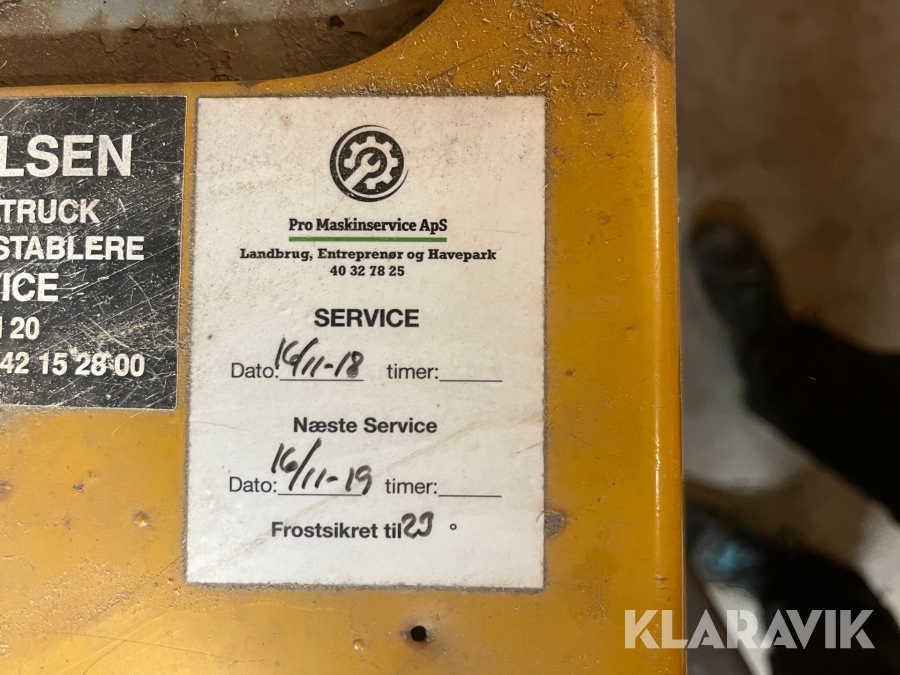 LSEN
TRUCK
STABLERE
ICE
20
42 15 28 00
Pro Maskinservice ApS
Landbrug, Entreprenør og Havepark
40 32 78 25
SERVICE
Dato: 16/11-18 timer:
Næste Service
Dato: 16/11-19 timer:
Frostsikret til 23 °
KLARAVIK